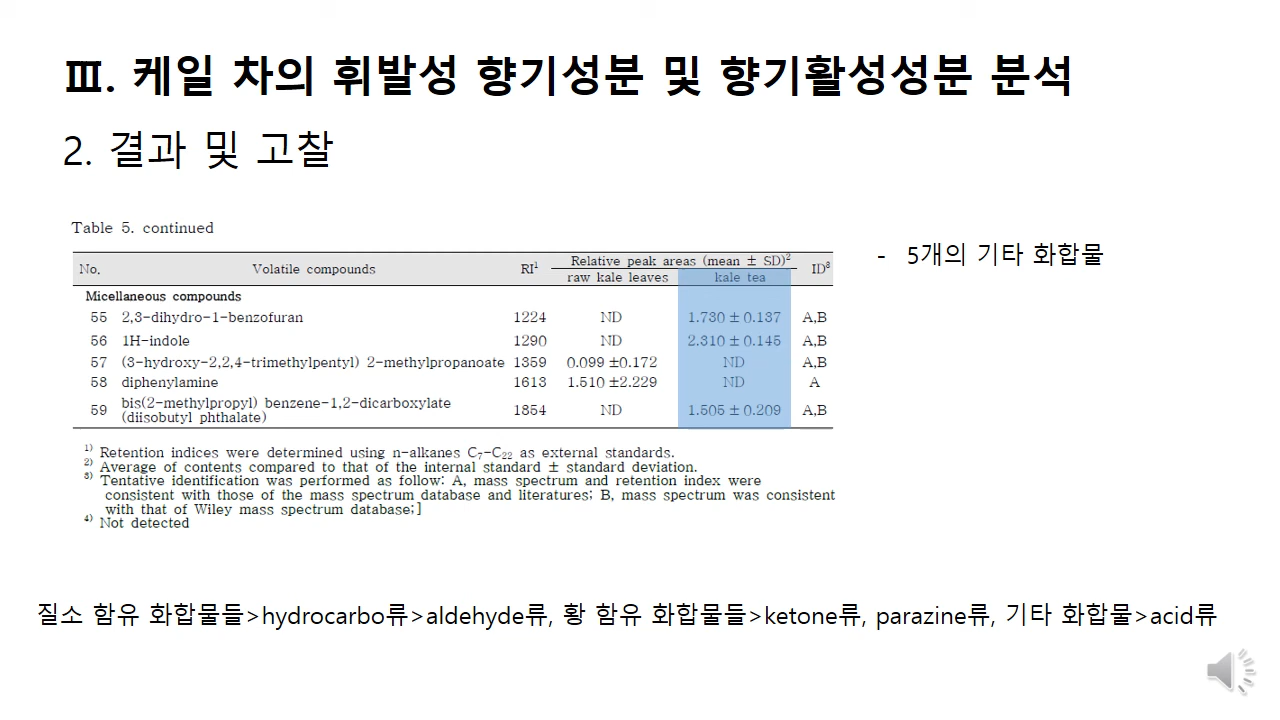 Ⅲ. 케일 차의 휘발성 향기성분 및 향기활성성분 분석
2. 결과 및 고찰
Table 5. continued
No. Volatile compounds RI1 Relative peak areas (mean ± SD)2 ID3
raw kale leaves kale tea
Micellaneous compounds
55 2,3-dihydro-1-benzofuran 1224 ND 1.730 ± 0.137 A,B
56 1H-indole 1290 ND 2.310 ± 0.145 A,B
57 (3-hydroxy-2,2,4-trimethylpentyl) 2-methylpropanoate 1359 0.099 ±0.172 ND A,B
58 diphenylamine 1613 1.510 ±2.229 ND A
59 bis(2-methylpropyl) benzene-1,2-dicarboxylate
(diisobutyl phthalate) 1854 ND 1.505 ± 0.209 A,B
1) Retention indices were determined using n-alkanes C7-C22 as external standards.
2) Average of contents compared to that of the internal standard ± standard deviation.
3) Tentative identification was performed as follow: A, mass spectrum and retention index were
consistent with those of the mass spectrum database and literatures; B, mass spectrum was consistent
with that of Wiley mass spectrum database;]
4) Not detected
- 5개의 기타 화합물
질소 함유 화합물들>hydrocarbo류>aldehyde류, 황 함유 화합물들>ketone류, parazine류, 기타 화합물>acid류